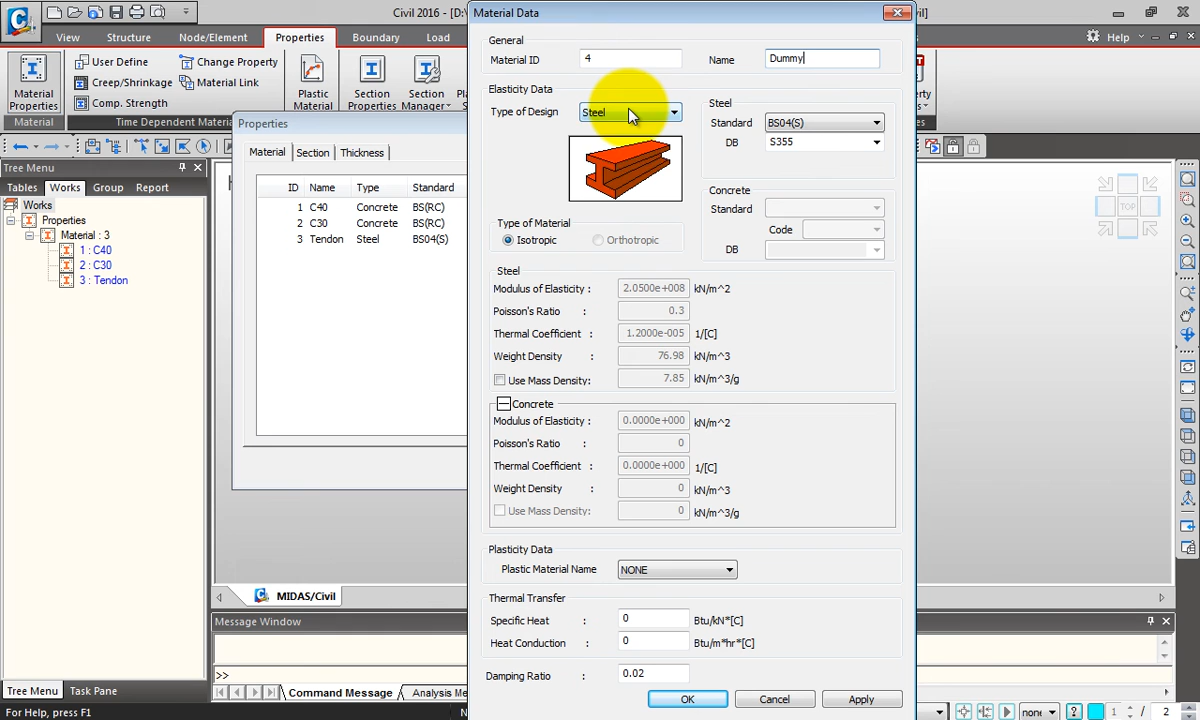 Civil 2016 - [D:\
il]
View Structure Node/Element Properties Boundary Load
Help
Material Properties
User Define
Creep/Shrinkage
Comp. Strength
Change Property
Material Link
Plastic Material
Section Properties
Section Manager
Material
Time Dependent Materia
Tree Menu
Tables Works Group Report
Works
Properties
Material : 3
1 : C40
2 : C30
3 : Tendon
Tree Menu Task Pane
For Help, press F1
Properties
Material Section Thickness
ID Name Type Standard
1 C40 Concrete BS(RC)
2 C30 Concrete BS(RC)
3 Tendon Steel BS04(S)
MIDAS/Civil
Message Window
>>
Command Message Analysis Me
Material Data
General
Material ID 4 Name Dummy
Elasticity Data
Type of Design Steel
Steel
Standard BS04(S)
DB S355
Concrete
Standard
Code
DB
Type of Material
Isotropic Orthotropic
Steel
Modulus of Elasticity : 2.0500e+008 kN/m^2
Poisson's Ratio : 0.3
Thermal Coefficient : 1.2000e-005 1/[C]
Weight Density : 76.98 kN/m^3
Use Mass Density: 7.85 kN/m^3/g
Concrete
Modulus of Elasticity : 0.0000e+000 kN/m^2
Poisson's Ratio : 0
Thermal Coefficient : 0.0000e+000 1/[C]
Weight Density : 0 kN/m^3
Use Mass Density: 0 kN/m^3/g
Plasticity Data
Plastic Material Name NONE
Thermal Transfer
Specific Heat : 0 Btu/kN*[C]
Heat Conduction : 0 Btu/m*hr*[C]
Damping Ratio : 0.02
OK Cancel Apply
TOP
none 1 / 2